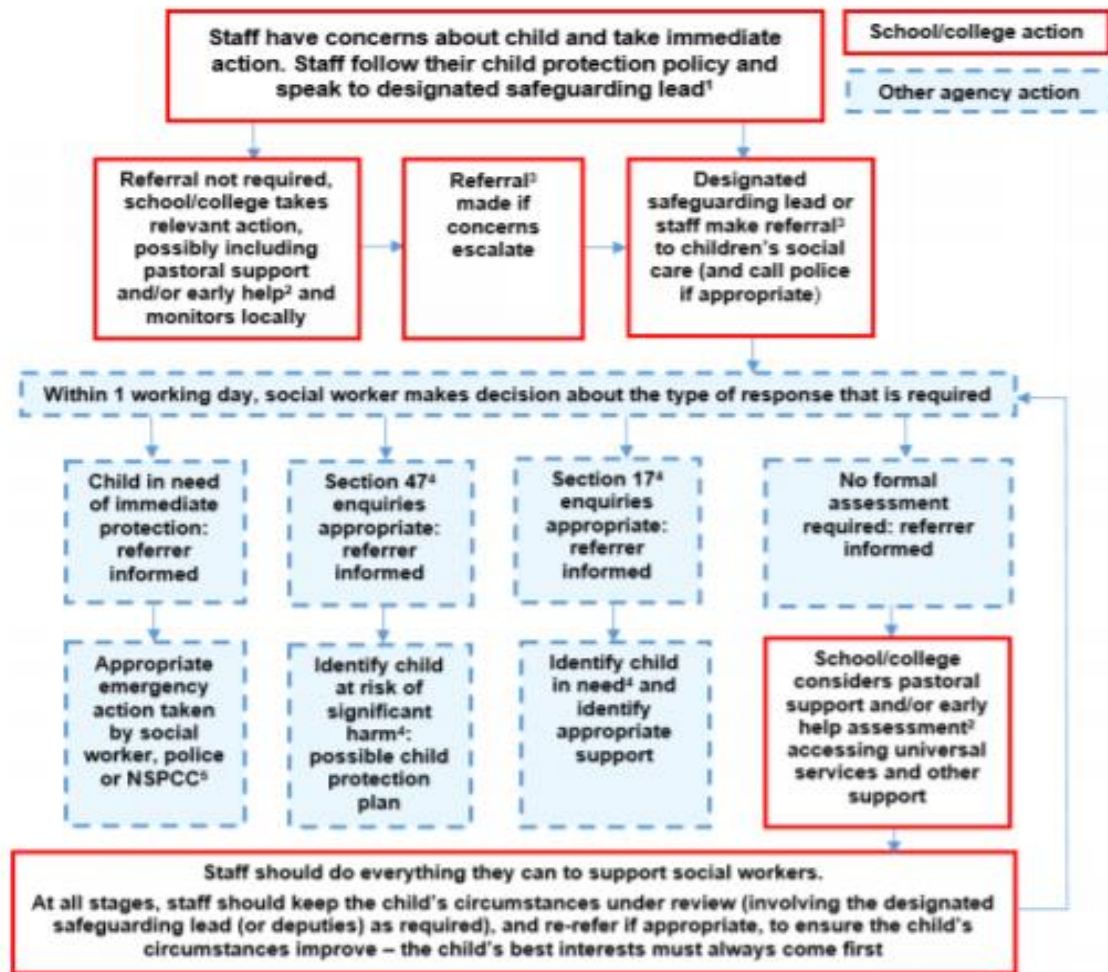 Staff have concerns about child and take immediate
action. Staff follow their child protection policy and
speak to designated safeguarding lead¹
School/college action
Other agency action
Referral not required,
school/college takes
relevant action,
possibly including
pastoral support
and/or early help² and
monitors locally
Referral³
made if
concerns
escalate
Designated
safeguarding lead or
staff make referral³
to children's social
care (and call police
if appropriate)
Within 1 working day, social worker makes decision about the type of response that is required
Child in need
of immediate
protection:
referrer
informed
Section 47⁴
enquiries
appropriate:
referrer
informed
Section 17⁴
enquiries
appropriate:
referrer
informed
No formal
assessment
required: referrer
informed
Appropriate
emergency
action taken
by social
worker, police
or NSPCC⁵
Identify child
at risk of
significant
harm⁴:
possible child
protection
plan
Identify child
in need⁴ and
identify
appropriate
support
School/college
considers pastoral
support and/or early
help assessment²
accessing universal
services and other
support
Staff should do everything they can to support social workers.
At all stages, staff should keep the child's circumstances under review (involving the designated
safeguarding lead (or deputies) as required), and re-refer if appropriate, to ensure the child's
circumstances improve – the child's best interests must always come first